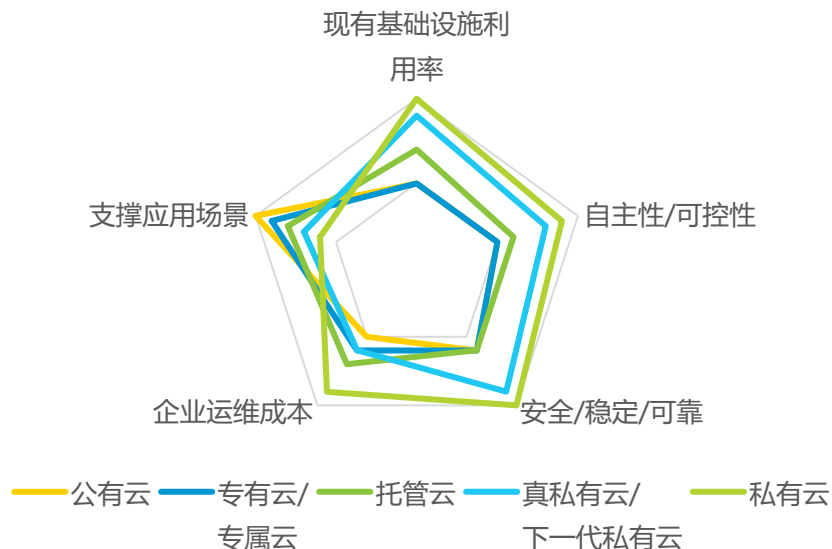 现有基础设施利
用率
支撑应用场景
自主性/可控性
企业运维成本
安全/稳定/可靠
公有云
专有云/
专属云
托管云
真私有云/
下一代私有云
私有云